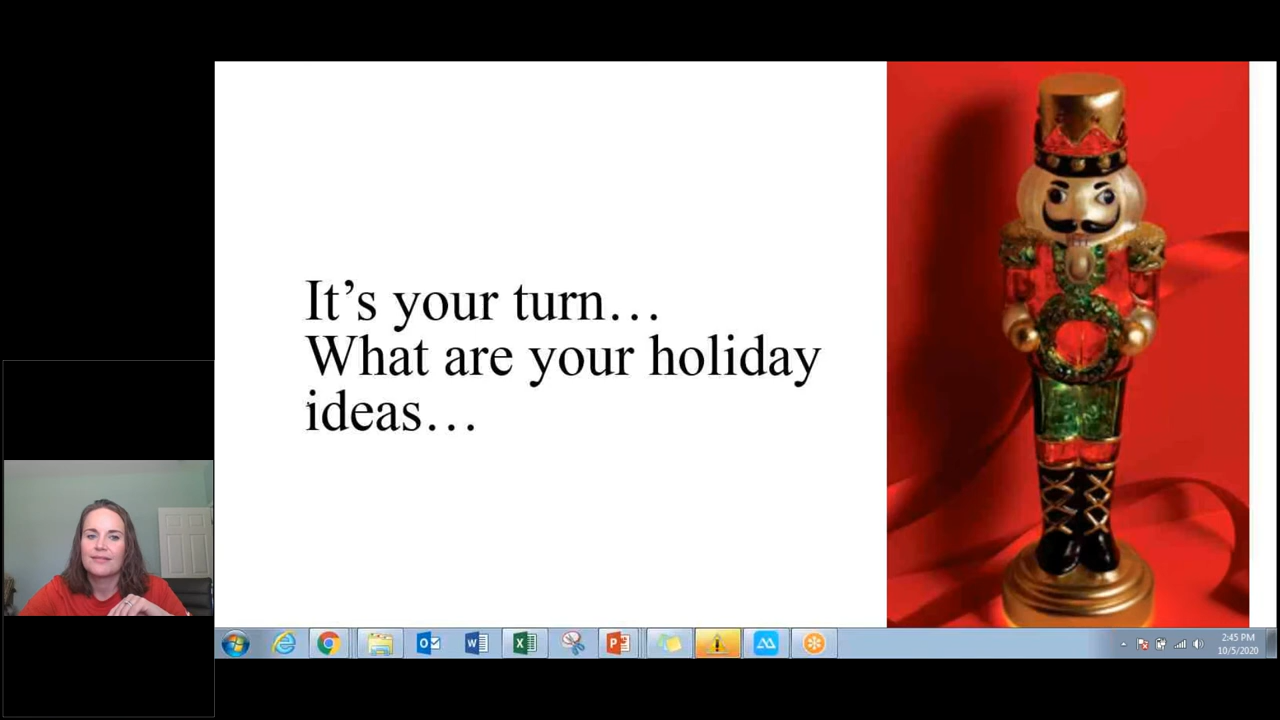 It’s your turn…
What are your holiday
ideas…
2:45 PM
10/5/2020